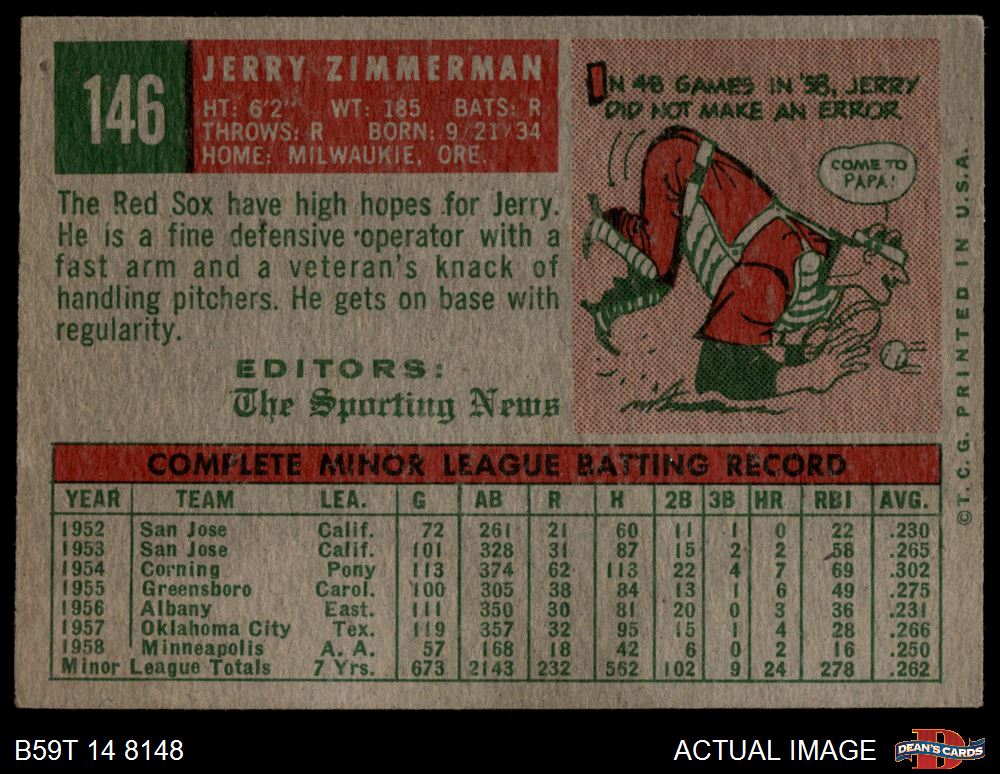 146
JERRY ZIMMERMAN
HT: 6'2" WT: 185 BATS: R
THROWS: R BORN: 9/21/34
HOME: MILWAUKIE, ORE.
The Red Sox have high hopes for Jerry.
He is a fine defensive operator with a
fast arm and a veteran's knack of
handling pitchers. He gets on base with
regularity.
EDITORS:
The Sporting News
IN 48 GAMES IN '58, JERRY
DID NOT MAKE AN ERROR
COME TO
PAPA!
COMPLETE MINOR LEAGUE BATTING RECORD
YEAR TEAM LEA. G AB R H 2B 3B HR RBI AVG.
1952 San Jose Calif. 72 261 21 60 11 1 0 22 .230
1953 San Jose Calif. 101 328 31 87 15 2 2 58 .265
1954 Corning Pony 113 374 62 113 22 4 7 69 .302
1955 Greensboro Carol. 100 305 38 84 13 1 6 49 .275
1956 Albany East. 111 350 30 81 20 0 3 36 .231
1957 Oklahoma City Tex. 119 357 32 95 15 1 4 28 .266
1958 Minneapolis A. A. 57 168 18 42 6 0 2 16 .250
Minor League Totals 7 Yrs. 673 2143 232 562 102 9 24 278 .262
©T.C.G. PRINTED IN U.S.A.
B59T 14 8148
ACTUAL IMAGE
D
DEAN'S CARDS